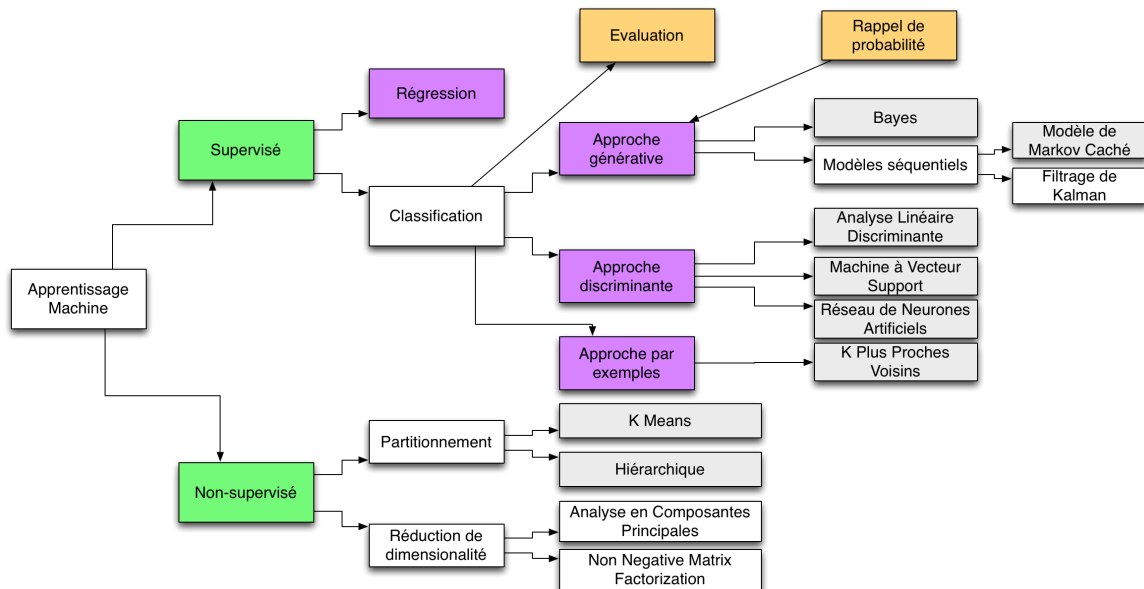 Evaluation
Rappel de
probabilité
Régression
Supervisé
Approche
générative
Bayes
Modèles séquentiels
Modèle de
Markov Caché
Filtrage de
Kalman
Classification
Analyse Linéaire
Discriminante
Approche
discriminante
Machine à Vecteur
Support
Réseau de Neurones
Artificiels
Apprentissage
Machine
Approche par
exemples
K Plus Proches
Voisins
Partitionnement
K Means
Hiérarchique
Non-supervisé
Réduction de
dimensionalité
Analyse en Composantes
Principales
Non Negative Matrix
Factorization